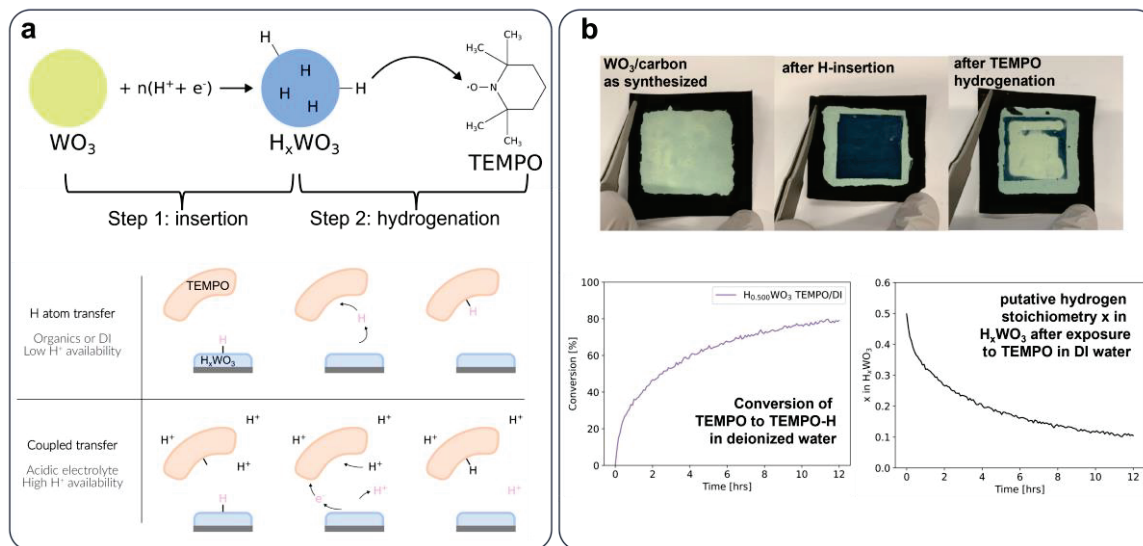 a
H
H
H
H
H
+ n(H⁺ + e⁻)
WO₃
HₓWO₃
CH₃
H₃C
·O
N
H₃C
CH₃
TEMPO
Step 1: insertion
Step 2: hydrogenation
H atom transfer
Organics or DI
Low H⁺ availability
TEMPO
H
HₓWO₃
H
H
Coupled transfer
Acidic electrolyte
High H⁺ availability
H⁺
H⁺
H⁺
H
H⁺
H⁺
H⁺
e⁻
H⁺
H⁺
H⁺
H⁺
H
H⁺
b
WO₃/carbon
as synthesized
after H-insertion
after TEMPO
hydrogenation
Conversion [%]
100
80
60
40
20
0
H₀.₅₀₀WO₃ TEMPO/DI
Conversion of
TEMPO to TEMPO-H
in deionized water
0
2
4
6
8
10
12
Time [hrs]
x in HₓWO₃
0.6
0.5
0.4
0.3
0.2
0.1
0.0
putative hydrogen
stoichiometry x in
HₓWO₃ after exposure
to TEMPO in DI water
0
2
4
6
8
10
12
Time [hrs]